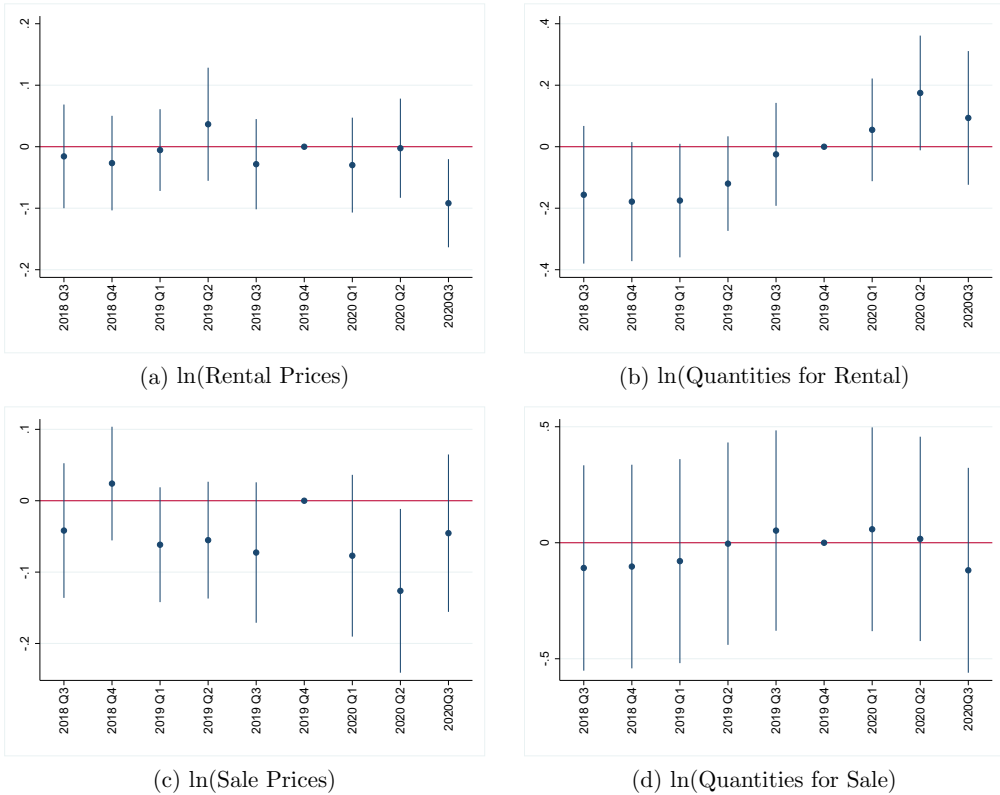 .2
.1
0
-.1
-.2
2018 Q3
2018 Q4
2019 Q1
2019 Q2
2019 Q3
2019 Q4
2020 Q1
2020 Q2
2020Q3
(a) ln(Rental Prices)
.4
.2
0
-.2
-.4
2018 Q3
2018 Q4
2019 Q1
2019 Q2
2019 Q3
2019 Q4
2020 Q1
2020 Q2
2020Q3
(b) ln(Quantities for Rental)
.1
0
-.1
-.2
2018 Q3
2018 Q4
2019 Q1
2019 Q2
2019 Q3
2019 Q4
2020 Q1
2020 Q2
2020Q3
(c) ln(Sale Prices)
.5
0
-.5
2018 Q3
2018 Q4
2019 Q1
2019 Q2
2019 Q3
2019 Q4
2020 Q1
2020 Q2
2020Q3
(d) ln(Quantities for Sale)